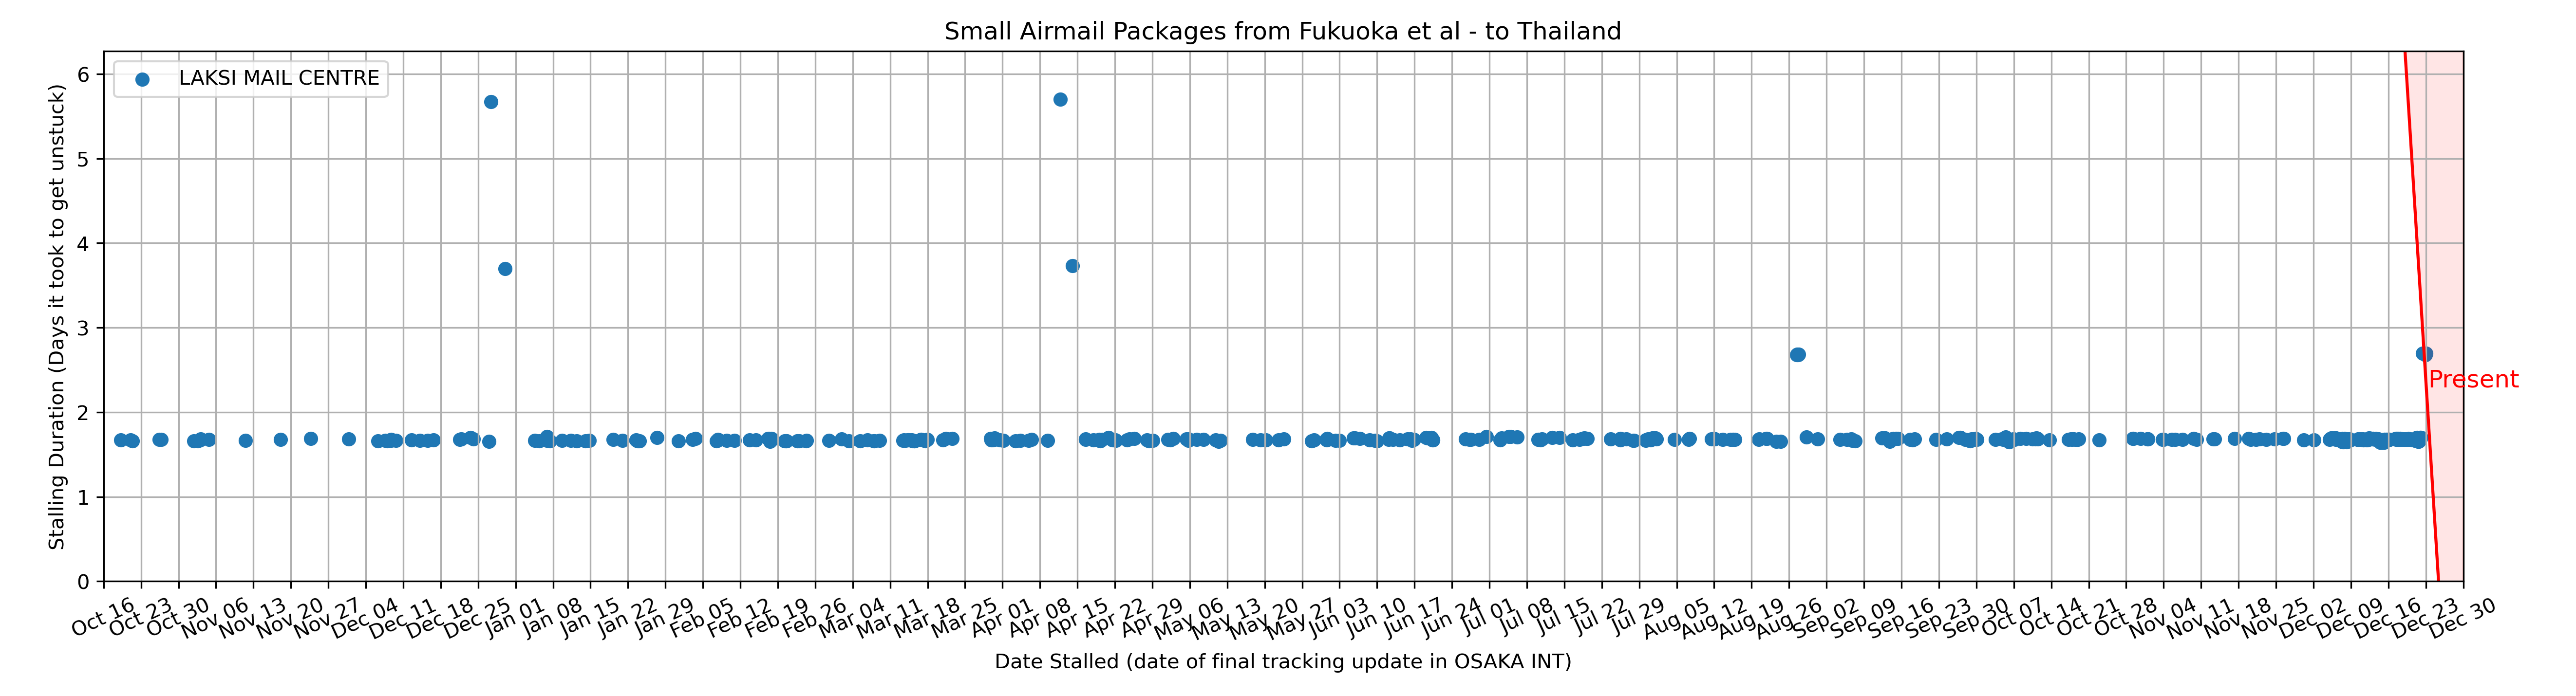 Small Airmail Packages from Fukuoka et al - to Thailand
LAKSI MAIL CENTRE
Stalling Duration (Days it took to get unstuck)
6
5
4
3
2
1
0
Present
Oct 16
Oct 23
Oct 30
Nov 06
Nov 13
Nov 20
Nov 27
Dec 04
Dec 11
Dec 18
Dec 25
Jan 01
Jan 08
Jan 15
Jan 22
Jan 29
Feb 05
Feb 12
Feb 19
Feb 26
Mar 04
Mar 11
Mar 18
Mar 25
Apr 01
Apr 08
Apr 15
Apr 22
Apr 29
May 06
May 13
May 20
May 27
Jun 03
Jun 10
Jun 17
Jun 24
Jul 01
Jul 08
Jul 15
Jul 22
Jul 29
Aug 05
Aug 12
Aug 19
Aug 26
Sep 02
Sep 09
Sep 16
Sep 23
Sep 30
Oct 07
Oct 14
Oct 21
Oct 28
Nov 04
Nov 11
Nov 18
Nov 25
Dec 02
Dec 09
Dec 16
Dec 23
Dec 30
Date Stalled (date of final tracking update in OSAKA INT)